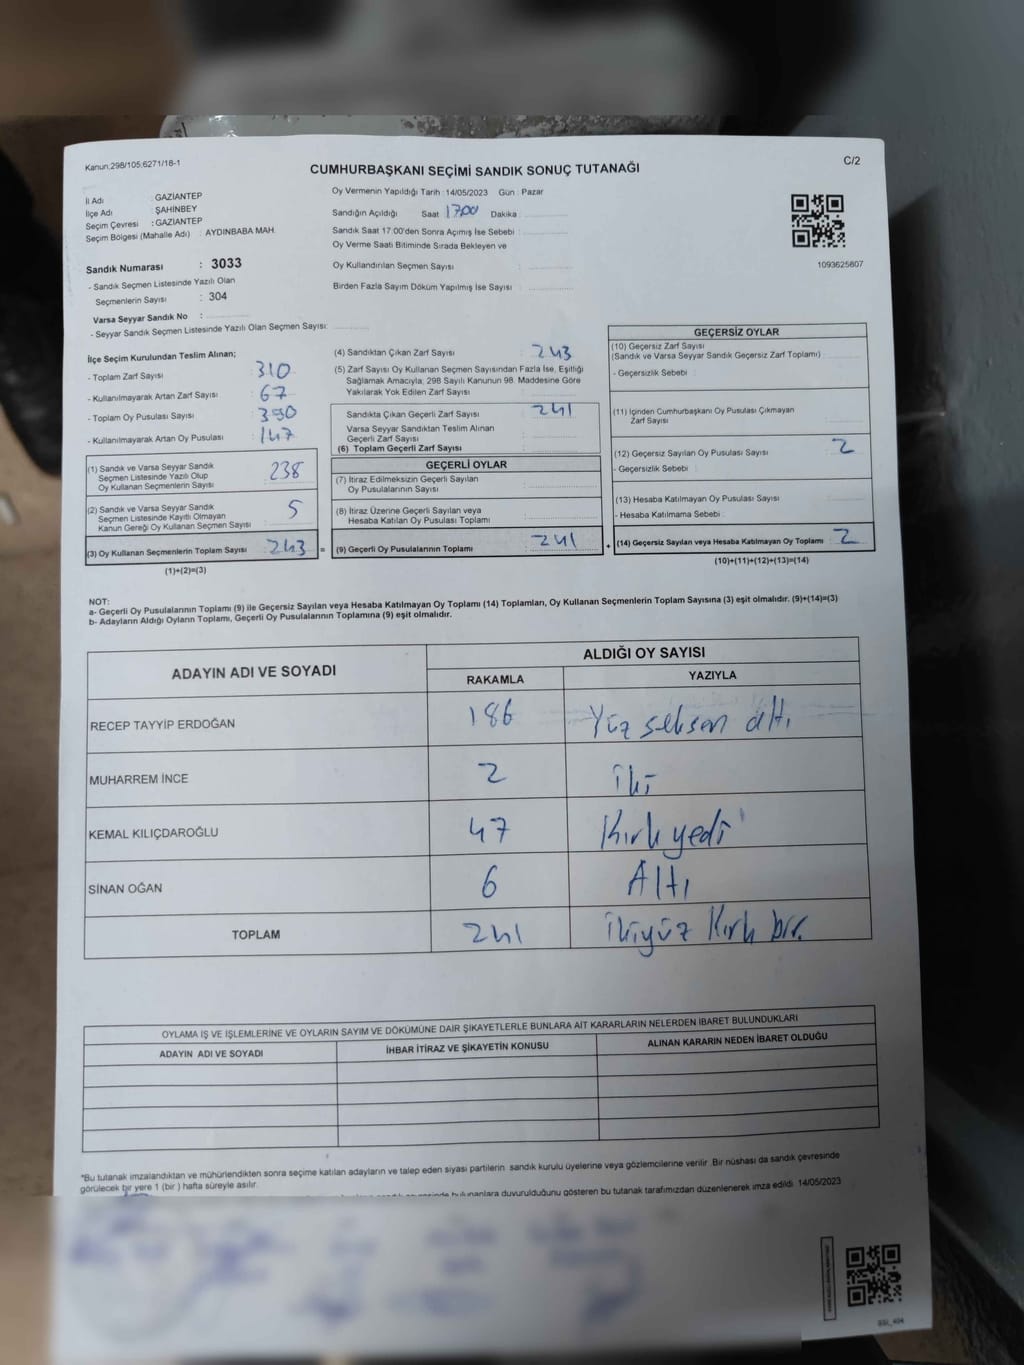 Kanun;298/105;6271/18-1
CUMHURBAŞKANI SEÇİMİ SANDIK SONUÇ TUTANAĞI
C/2
İl Adı : GAZİANTEP
İlçe Adı : ŞAHİNBEY
Seçim Çevresi : GAZİANTEP
Seçim Bölgesi (Mahalle Adı) : AYDINBABA MAH.
Oy Vermenin Yapıldığı Tarih : 14/05/2023 Gün : Pazar
Sandığın Açıldığı Saat 17:00 Dakika :
Sandık Saat 17:00'den Sonra Açımış İse Sebebi :
Oy Verme Saati Bitiminde Sırada Bekleyen ve
Oy Kullandırılan Seçmen Sayısı
Birden Fazla Sayım Döküm Yapılmış İse Sayısı
1093625807
Sandık Numarası : 3033
- Sandık Seçmen Listesinde Yazılı Olan
Seçmenlerin Sayısı : 304
Varsa Seyyar Sandık No :
- Seyyar Sandık Seçmen Listesinde Yazılı Olan Seçmen Sayısı:
İlçe Seçim Kurulundan Teslim Alınan;
- Toplam Zarf Sayısı : 310
- Kullanılmayarak Artan Zarf Sayısı : 67
- Toplam Oy Pusulası Sayısı : 390
- Kullanılmayarak Artan Oy Pusulası : 147
(1) Sandık ve Varsa Seyyar Sandık
Seçmen Listesinde Yazılı Olup
Oy Kullanan Seçmenlerin Sayısı 238
(2) Sandık ve Varsa Seyyar Sandık
Seçmen Listesinde Kayıtlı Olmayan
Kanun Gereği Oy Kullanan Seçmen Sayısı 5
(3) Oy Kullanan Seçmenlerin Toplam Sayısı 243 =
(1)+(2)=(3)
(4) Sandıktan Çıkan Zarf Sayısı : 243
(5) Zarf Sayısı Oy Kullanan Seçmen Sayısından Fazla İse, Eşitliği
Sağlamak Amacıyla; 298 Sayılı Kanunun 98. Maddesine Göre
Yakılarak Yok Edilen Zarf Sayısı
Sandıkta Çıkan Geçerli Zarf Sayısı : 241
Varsa Seyyar Sandıktan Teslim Alınan
Geçerli Zarf Sayısı
(6) Toplam Geçerli Zarf Sayısı
GEÇERLİ OYLAR
(7) İtiraz Edilmeksizin Geçerli Sayılan
Oy Pusulalarının Sayısı
(8) İtiraz Üzerine Geçerli Sayılan veya
Hesaba Katılan Oy Pusulası Toplamı
(9) Geçerli Oy Pusulalarının Toplamı 241 +
GEÇERSİZ OYLAR
(10) Geçersiz Zarf Sayısı
(Sandık ve Varsa Seyyar Sandık Geçersiz Zarf Toplamı)
- Geçersizlik Sebebi :
(11) İçinden Cumhurbaşkanı Oy Pusulası Çıkmayan
Zarf Sayısı
(12) Geçersiz Sayılan Oy Pusulası Sayısı : 2
- Geçersizlik Sebebi :
(13) Hesaba Katılmayan Oy Pusulası Sayısı
- Hesaba Katılmama Sebebi :
(14) Geçersiz Sayılan veya Hesaba Katılmayan Oy Toplamı : 2
(10)+(11)+(12)+(13)=(14)
NOT:
a- Geçerli Oy Pusulalarının Toplamı (9) ile Geçersiz Sayılan veya Hesaba Katılmayan Oy Toplamı (14) Toplamları, Oy Kullanan Seçmenlerin Toplam Sayısına (3) eşit olmalıdır. (9)+(14)=(3)
b- Adayların Aldığı Oyların Toplamı, Geçerli Oy Pusulalarının Toplamına (9) eşit olmalıdır.
ADAYIN ADI VE SOYADI
ALDIĞI OY SAYISI
RAKAMLA YAZIYLA
RECEP TAYYİP ERDOĞAN 186 Yüz seksen altı
MUHARREM İNCE 2 iki
KEMAL KILIÇDAROĞLU 47 Kırk yedi
SİNAN OĞAN 6 Altı
TOPLAM 241 ikiyüz Kırk bir.
OYLAMA İŞ VE İŞLEMLERİNE VE OYLARIN SAYIM VE DÖKÜMÜNE DAİR ŞİKAYETLERLE BUNLARA AİT KARARLARIN NELERDEN İBARET BULUNDUKLARI
ADAYIN ADI VE SOYADI İHBAR İTİRAZ VE ŞİKAYETİN KONUSU ALINAN KARARIN NEDEN İBARET OLDUĞU
*Bu tutanak imzalandıktan ve mühürlendikten sonra seçime katılan adayların ve talep eden siyasi partilerin sandık kurulu üyelerine veya gözlemcilerine verilir. Bir nüshası da sandık çevresinde
görülecek bir yere 1 (bir ) hafta süreyle asılır.
bulunanlara duyurulduğunu gösteren bu tutanak tarafımızdan düzenlenerek imza edildi. 14/05/2023